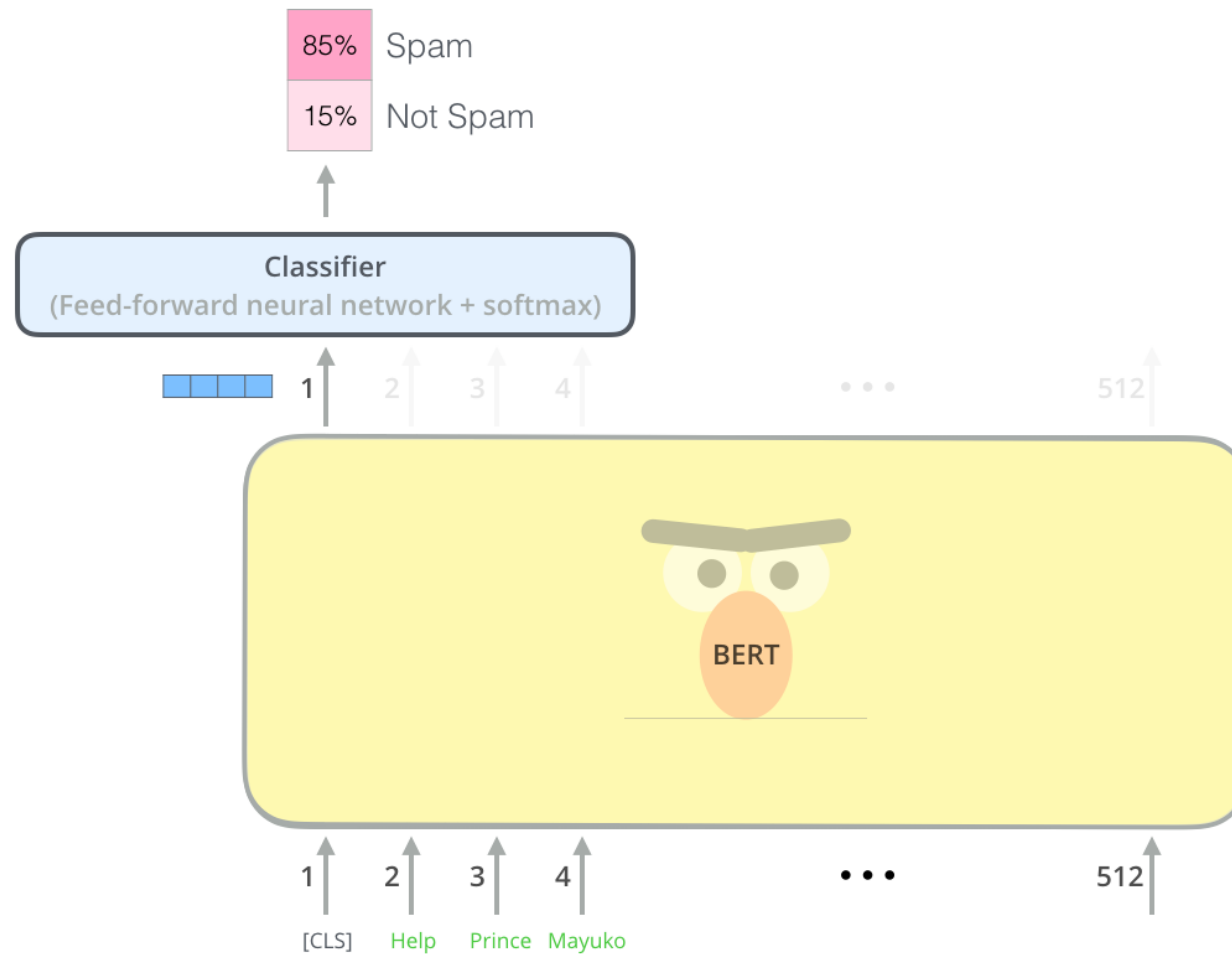 85% Spam
15% Not Spam
Classifier
(Feed-forward neural network + softmax)
1 2 3 4 ••• 512
BERT
1 2 3 4 ••• 512
[CLS] Help Prince Mayuko